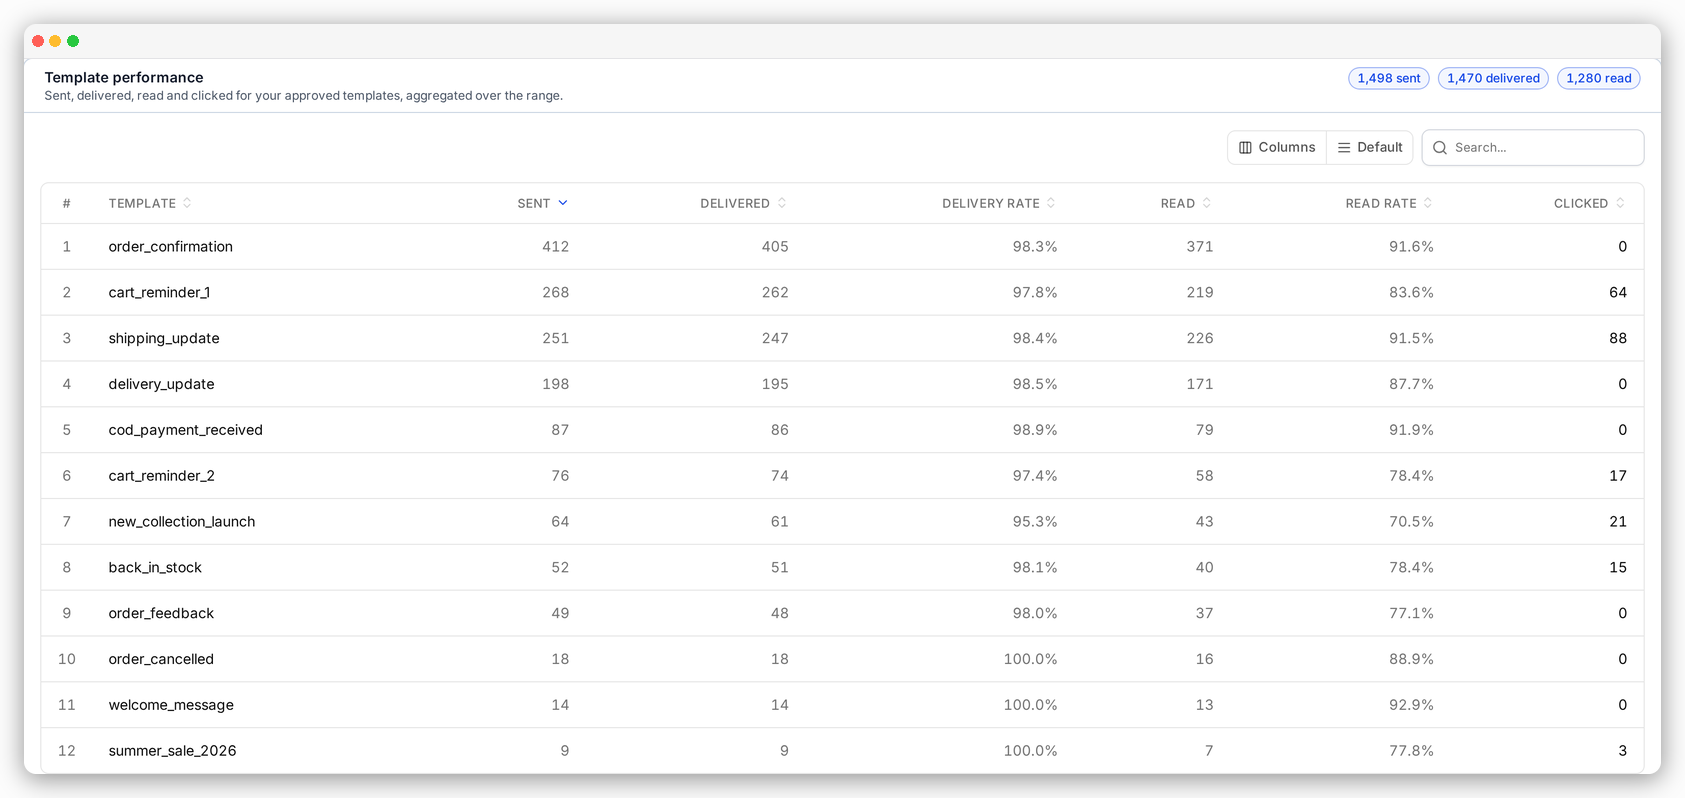 Template performance
Sent, delivered, read and clicked for your approved templates, aggregated over the range.
1,498 sent 1,470 delivered 1,280 read
Columns Default Search...
# TEMPLATE SENT DELIVERED DELIVERY RATE READ READ RATE CLICKED
1 order_confirmation 412 405 98.3% 371 91.6% 0
2 cart_reminder_1 268 262 97.8% 219 83.6% 64
3 shipping_update 251 247 98.4% 226 91.5% 88
4 delivery_update 198 195 98.5% 171 87.7% 0
5 cod_payment_received 87 86 98.9% 79 91.9% 0
6 cart_reminder_2 76 74 97.4% 58 78.4% 17
7 new_collection_launch 64 61 95.3% 43 70.5% 21
8 back_in_stock 52 51 98.1% 40 78.4% 15
9 order_feedback 49 48 98.0% 37 77.1% 0
10 order_cancelled 18 18 100.0% 16 88.9% 0
11 welcome_message 14 14 100.0% 13 92.9% 0
12 summer_sale_2026 9 9 100.0% 7 77.8% 3